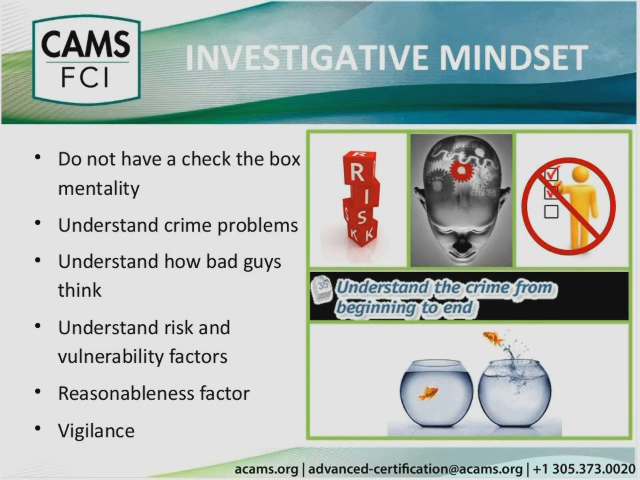 CAMS
FCI
INVESTIGATIVE MINDSET
• Do not have a check the box
mentality
• Understand crime problems
• Understand how bad guys
think
• Understand risk and
vulnerability factors
• Reasonableness factor
• Vigilance
R
I
S
K
Understand the crime from
beginning to end
acams.org | advanced-certification@acams.org | +1 305.373.0020